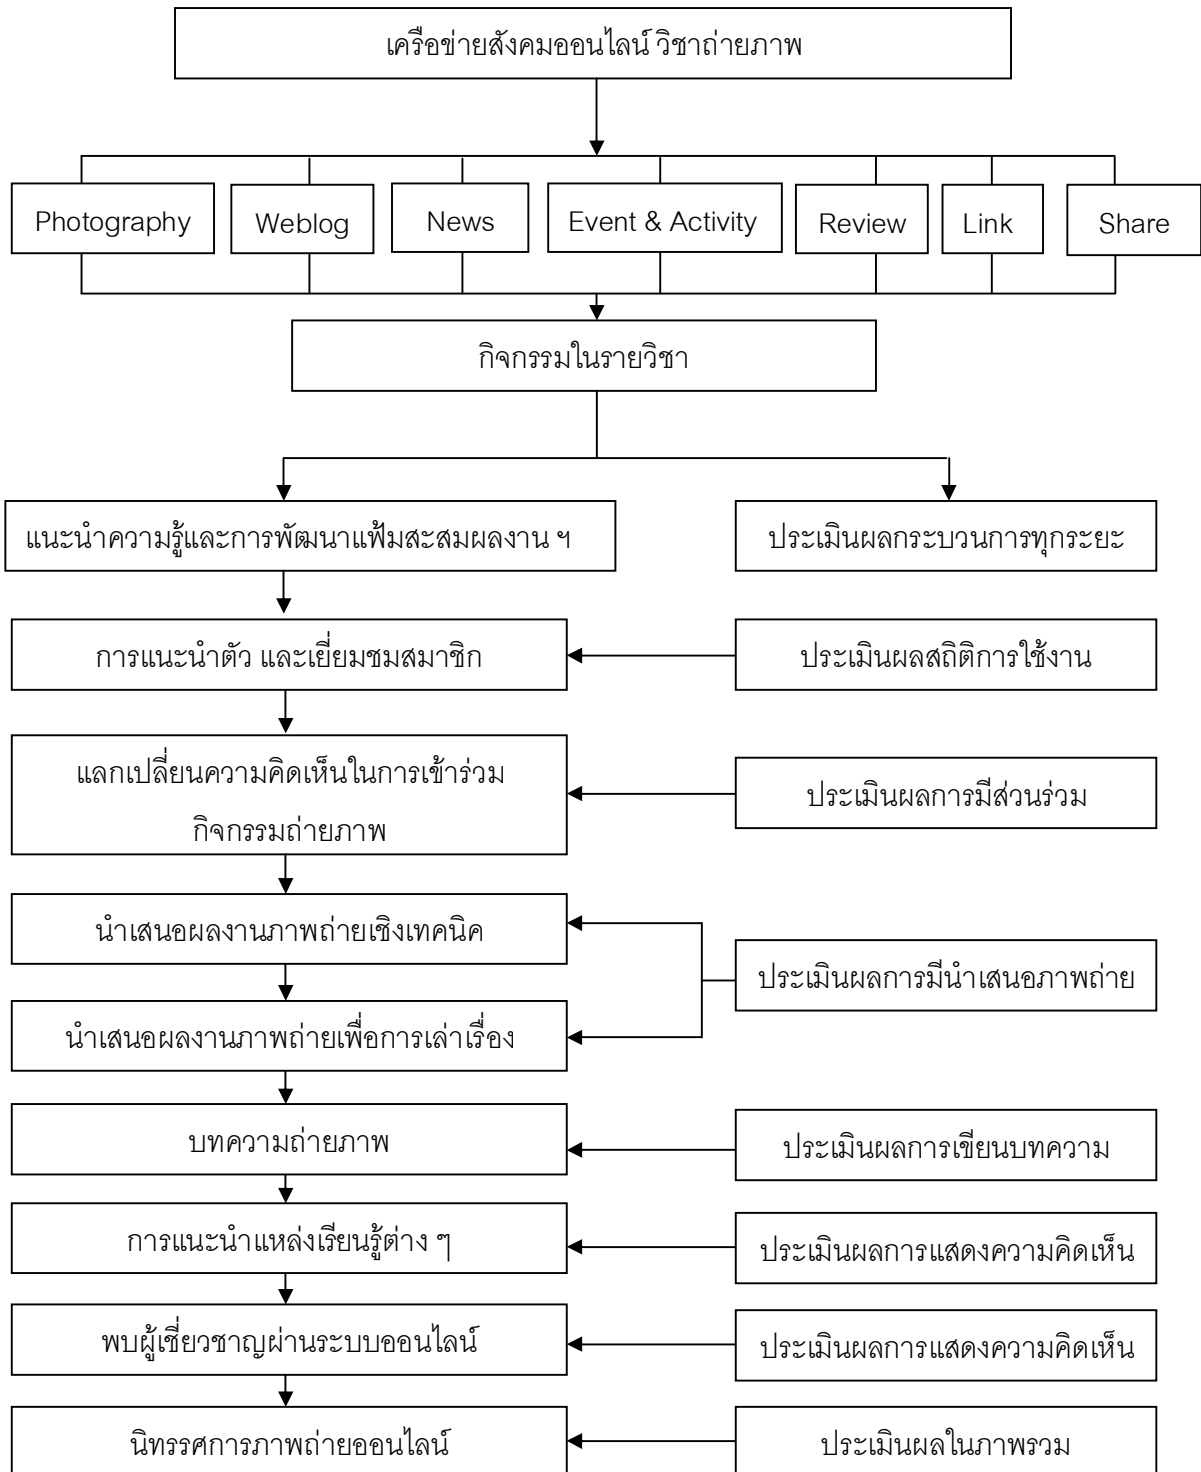 เครือข่ายสังคมออนไลน์ วิชาถ่ายภาพ
Photography
Weblog
News
Event & Activity
Review
Link
Share
กิจกรรมในรายวิชา
แนะนำความรู้และการพัฒนาแฟ้มสะสมผลงาน ฯ
ประเมินผลกระบวนการทุกระยะ
การแนะนำตัว และเยี่ยมชมสมาชิก
ประเมินผลสถิติการใช้งาน
แลกเปลี่ยนความคิดเห็นในการเข้าร่วม
กิจกรรมถ่ายภาพ
ประเมินผลการมีส่วนร่วม
นำเสนอผลงานภาพถ่ายเชิงเทคนิค
ประเมินผลการมีนำเสนอภาพถ่าย
นำเสนอผลงานภาพถ่ายเพื่อการเล่าเรื่อง
บทความถ่ายภาพ
ประเมินผลการเขียนบทความ
การแนะนำแหล่งเรียนรู้ต่าง ๆ
ประเมินผลการแสดงความคิดเห็น
พบผู้เชี่ยวชาญผ่านระบบออนไลน์
ประเมินผลการแสดงความคิดเห็น
นิทรรศการภาพถ่ายออนไลน์
ประเมินผลในภาพรวม